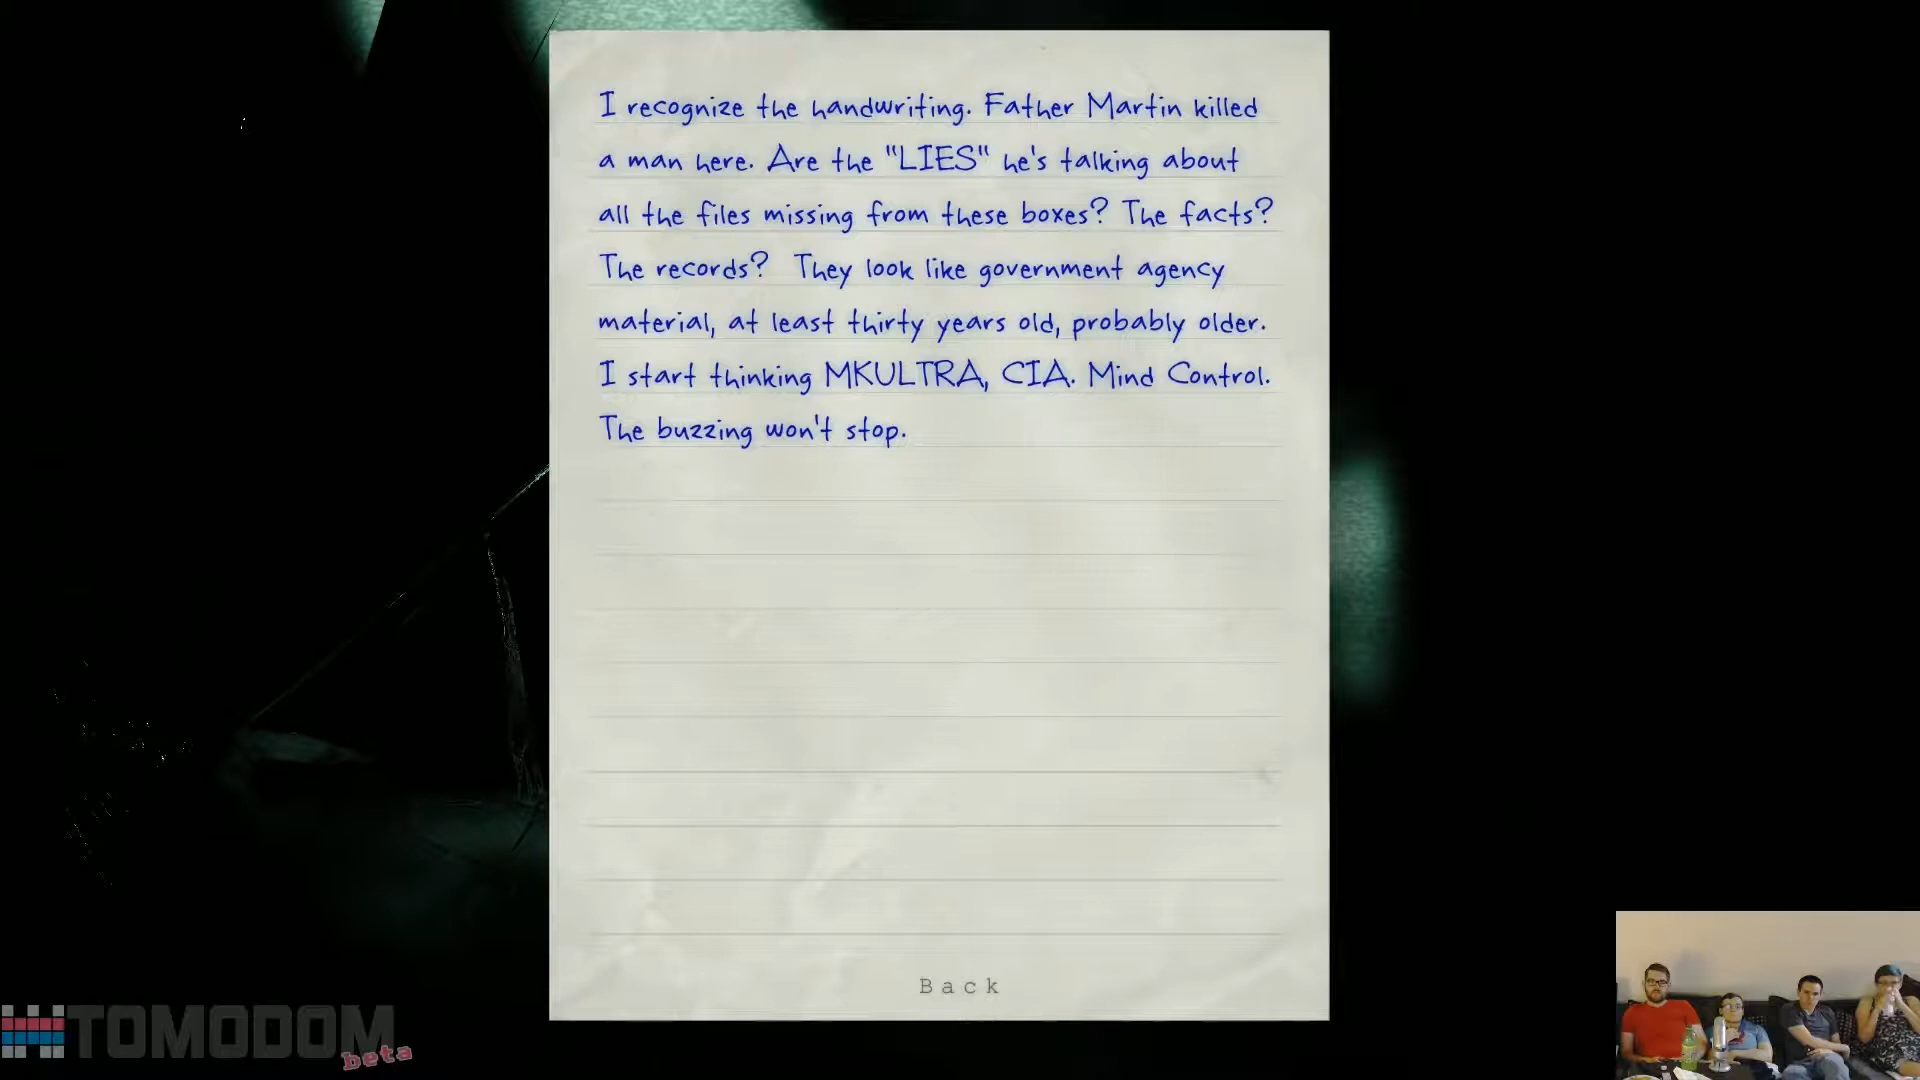 I recognize the handwriting. Father Martin killed
a man here. Are the "LIES" he's talking about
all the files missing from these boxes? The facts?
The records?  They look like government agency
material, at least thirty years old, probably older.
I start thinking MKULTRA, CIA. Mind Control.
The buzzing won't stop.
Back
TOMODOM
beta